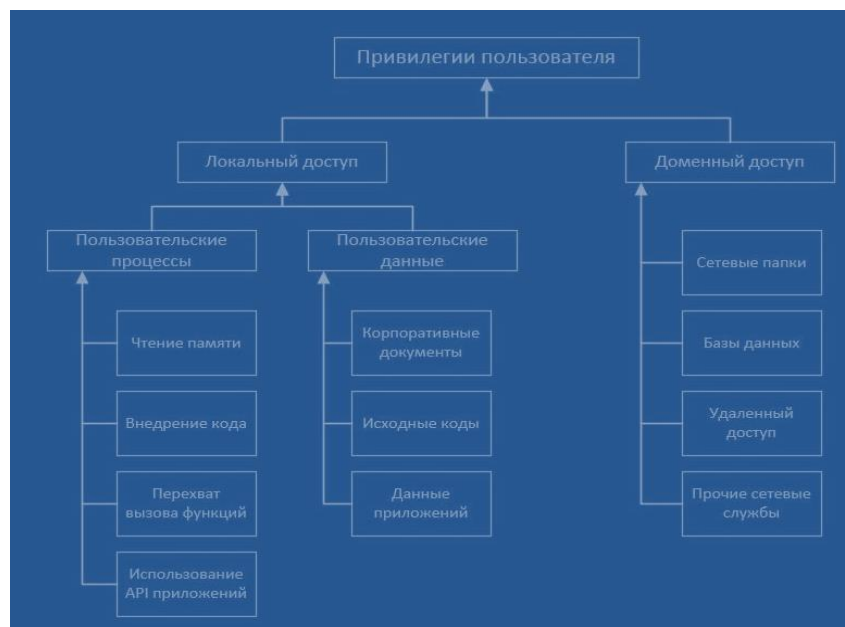 Привилегии пользователя
Локальный доступ
Доменный доступ
Пользовательские
процессы
Пользовательские
данные
Сетевые папки
Чтение памяти
Корпоративные
документы
Базы данных
Внедрение кода
Исходные коды
Удаленный
доступ
Перехват
вызова функций
Данные
приложений
Прочие сетевые
службы
Использование
API приложений